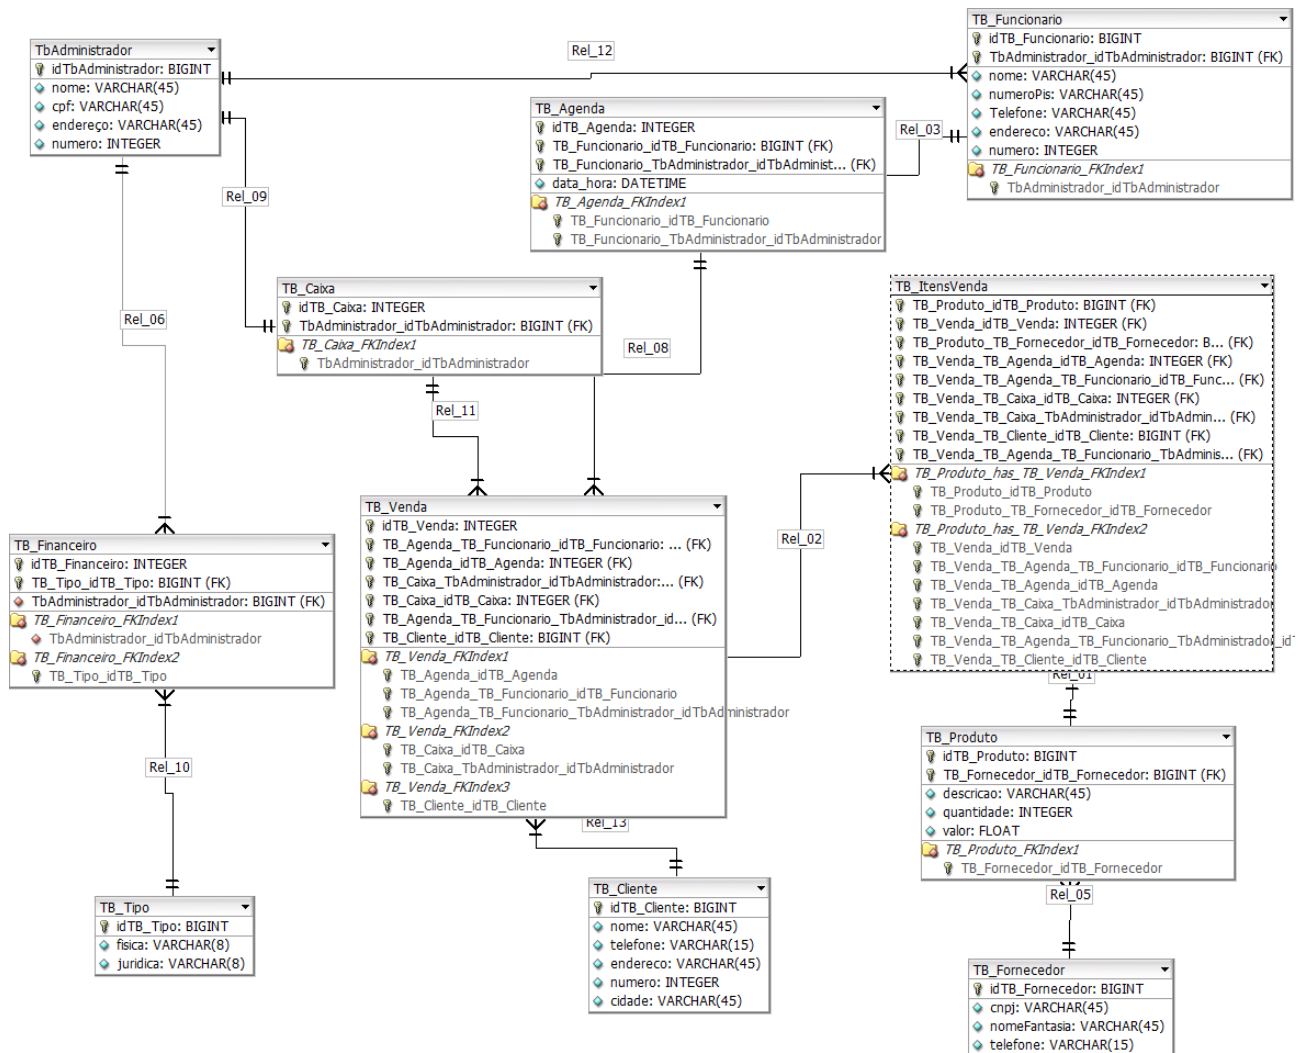 TbAdministrador
idTbAdministrador: BIGINT
nome: VARCHAR(45)
cpf: VARCHAR(45)
endereço: VARCHAR(45)
numero: INTEGER
Rel_12
TB_Funcionario
idTB_Funcionario: BIGINT
TbAdministrador_idTbAdministrador: BIGINT (FK)
nome: VARCHAR(45)
numeroPis: VARCHAR(45)
Telefone: VARCHAR(45)
endereco: VARCHAR(45)
numero: INTEGER
TB_Funcionario_FKIndex1
TbAdministrador_idTbAdministrador
TB_Agenda
idTB_Agenda: INTEGER
TB_Funcionario_idTB_Funcionario: BIGINT (FK)
TB_Funcionario_TbAdministrador_idTbAdminist... (FK)
data_hora: DATETIME
TB_Agenda_FKIndex1
TB_Funcionario_idTB_Funcionario
TB_Funcionario_TbAdministrador_idTbAdministrador
Rel_03
Rel_09
TB_Caixa
idTB_Caixa: INTEGER
TbAdministrador_idTbAdministrador: BIGINT (FK)
TB_Caixa_FKIndex1
TbAdministrador_idTbAdministrador
Rel_06
Rel_08
Rel_11
TB_ItensVenda
TB_Produto_idTB_Produto: BIGINT (FK)
TB_Venda_idTB_Venda: INTEGER (FK)
TB_Produto_TB_Fornecedor_idTB_Fornecedor: B... (FK)
TB_Venda_TB_Agenda_idTB_Agenda: INTEGER (FK)
TB_Venda_TB_Agenda_TB_Funcionario_idTB_Func... (FK)
TB_Venda_TB_Caixa_idTB_Caixa: INTEGER (FK)
TB_Venda_TB_Caixa_TbAdministrador_idTbAdmin... (FK)
TB_Venda_TB_Cliente_idTB_Cliente: BIGINT (FK)
TB_Venda_TB_Agenda_TB_Funcionario_TbAdminis... (FK)
TB_Produto_has_TB_Venda_FKIndex1
TB_Produto_idTB_Produto
TB_Produto_TB_Fornecedor_idTB_Fornecedor
TB_Produto_has_TB_Venda_FKIndex2
TB_Venda_idTB_Venda
TB_Venda_TB_Agenda_TB_Funcionario_idTB_Funcionario
TB_Venda_TB_Agenda_idTB_Agenda
TB_Venda_TB_Caixa_TbAdministrador_idTbAdministrador
TB_Venda_TB_Caixa_idTB_Caixa
TB_Venda_TB_Agenda_TB_Funcionario_TbAdministrador_idT
TB_Venda_TB_Cliente_idTB_Cliente
Rel_02
Rel_01
TB_Financeiro
idTB_Financeiro: INTEGER
TB_Tipo_idTB_Tipo: BIGINT (FK)
TbAdministrador_idTbAdministrador: BIGINT (FK)
TB_Financeiro_FKIndex1
TbAdministrador_idTbAdministrador
TB_Financeiro_FKIndex2
TB_Tipo_idTB_Tipo
TB_Venda
idTB_Venda: INTEGER
TB_Agenda_TB_Funcionario_idTB_Funcionario: ... (FK)
TB_Agenda_idTB_Agenda: INTEGER (FK)
TB_Caixa_TbAdministrador_idTbAdministrador:... (FK)
TB_Caixa_idTB_Caixa: INTEGER (FK)
TB_Agenda_TB_Funcionario_TbAdministrador_id... (FK)
TB_Cliente_idTB_Cliente: BIGINT (FK)
TB_Venda_FKIndex1
TB_Agenda_idTB_Agenda
TB_Agenda_TB_Funcionario_idTB_Funcionario
TB_Agenda_TB_Funcionario_TbAdministrador_idTbAdministrador
TB_Venda_FKIndex2
TB_Caixa_idTB_Caixa
TB_Caixa_TbAdministrador_idTbAdministrador
TB_Venda_FKIndex3
TB_Cliente_idTB_Cliente
Rel_10
Rel_13
TB_Produto
idTB_Produto: BIGINT
TB_Fornecedor_idTB_Fornecedor: BIGINT (FK)
descricao: VARCHAR(45)
quantidade: INTEGER
valor: FLOAT
TB_Produto_FKIndex1
TB_Fornecedor_idTB_Fornecedor
Rel_05
TB_Tipo
idTB_Tipo: BIGINT
fisica: VARCHAR(8)
juridica: VARCHAR(8)
TB_Cliente
idTB_Cliente: BIGINT
nome: VARCHAR(45)
telefone: VARCHAR(15)
endereco: VARCHAR(45)
numero: INTEGER
cidade: VARCHAR(45)
TB_Fornecedor
idTB_Fornecedor: BIGINT
cnpj: VARCHAR(45)
nomeFantasia: VARCHAR(45)
telefone: VARCHAR(15)